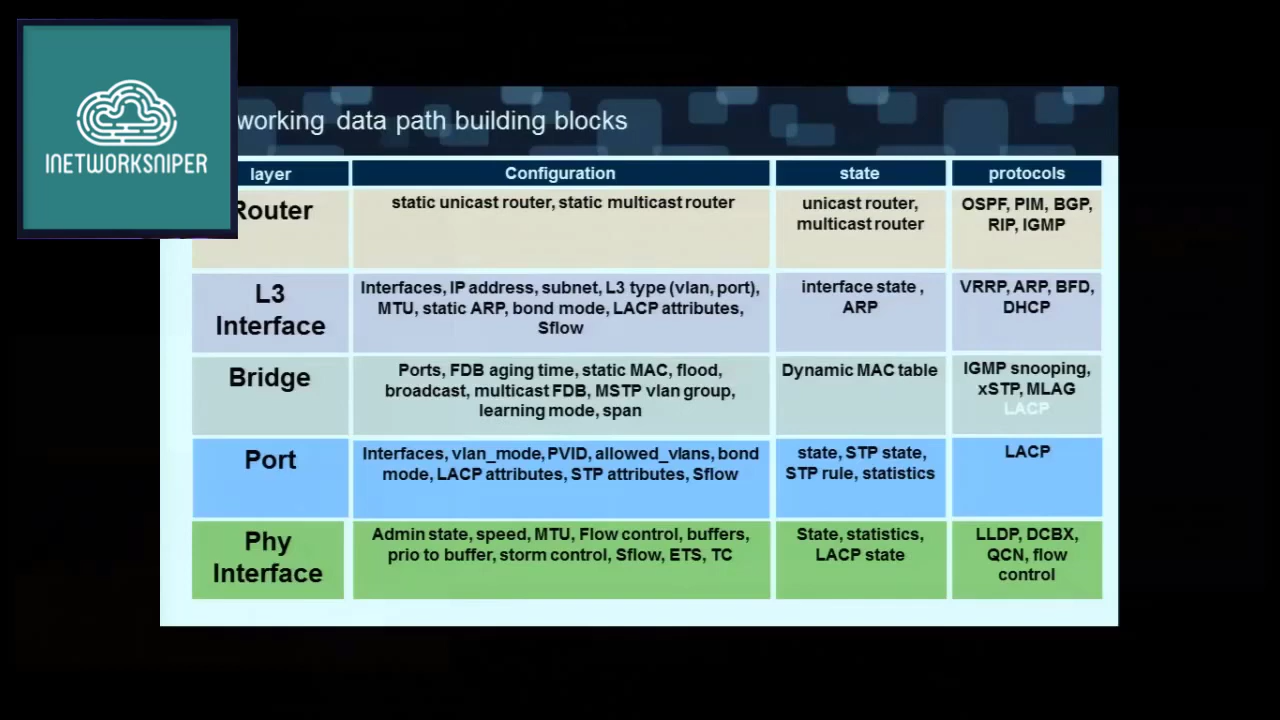 INETWORKSNIPER
working data path building blocks
layer
Configuration
state
protocols
Router
static unicast router, static multicast router
unicast router,
multicast router
OSPF, PIM, BGP,
RIP, IGMP
L3
Interface
Interfaces, IP address, subnet, L3 type (vlan, port),
MTU, static ARP, bond mode, LACP attributes,
Sflow
interface state ,
ARP
VRRP, ARP, BFD,
DHCP
Bridge
Ports, FDB aging time, static MAC, flood,
broadcast, multicast FDB, MSTP vlan group,
learning mode, span
Dynamic MAC table
IGMP snooping,
xSTP, MLAG
LACP
Port
Interfaces, vlan_mode, PVID, allowed_vlans, bond
mode, LACP attributes, STP attributes, Sflow
state, STP state,
STP rule, statistics
LACP
Phy
Interface
Admin state, speed, MTU, Flow control, buffers,
prio to buffer, storm control, Sflow, ETS, TC
State, statistics,
LACP state
LLDP, DCBX,
QCN, flow
control